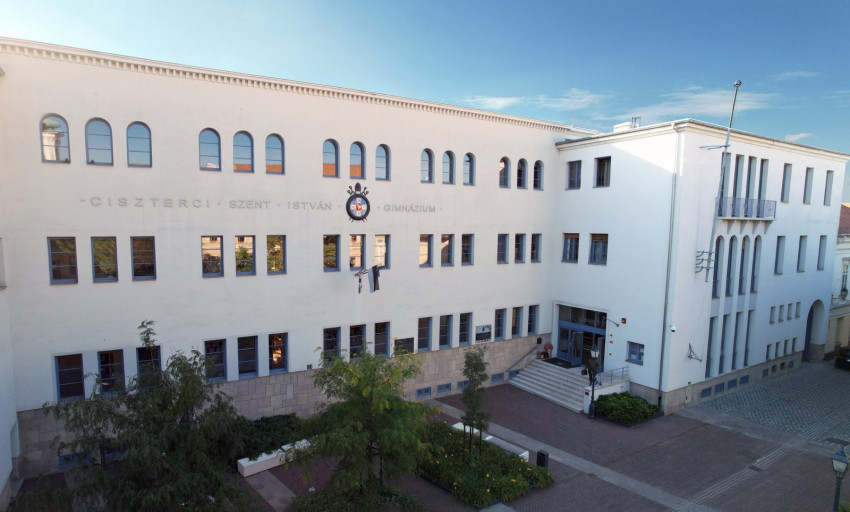 · CISZTERCI · SZENT · ISTVÁN · GIMNÁZIUM ·